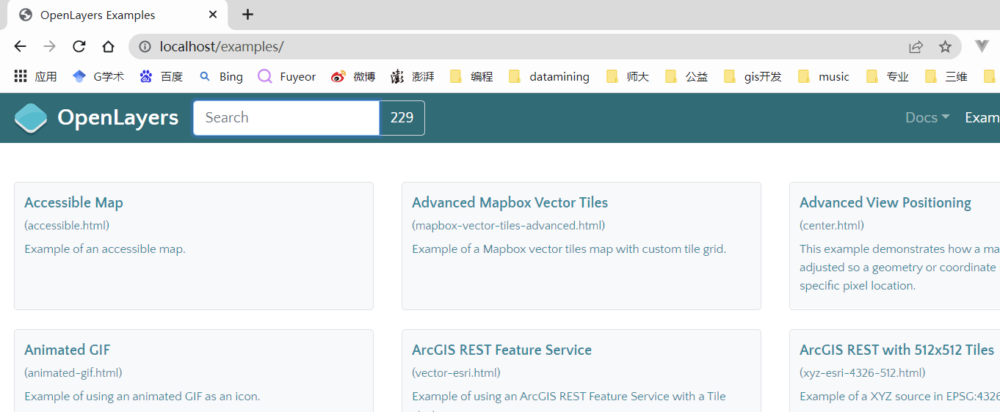 OpenLayers Examples
localhost/examples/
应用 G学术 百度 Bing Fuyeor 微博 澎湃 编程 datamining 师大 公益 gis开发 music 专业 三维
OpenLayers Search 229 Docs Exam
Accessible Map
(accessible.html)
Example of an accessible map.
Advanced Mapbox Vector Tiles
(mapbox-vector-tiles-advanced.html)
Example of a Mapbox vector tiles map with custom tile grid.
Advanced View Positioning
(center.html)
This example demonstrates how a ma
adjusted so a geometry or coordinate
specific pixel location.
Animated GIF
(animated-gif.html)
Example of using an animated GIF as an icon.
ArcGIS REST Feature Service
(vector-esri.html)
Example of using an ArcGIS REST Feature Service with a Tile
ArcGIS REST with 512x512 Tiles
(xyz-esri-4326-512.html)
Example of a XYZ source in EPSG:4326